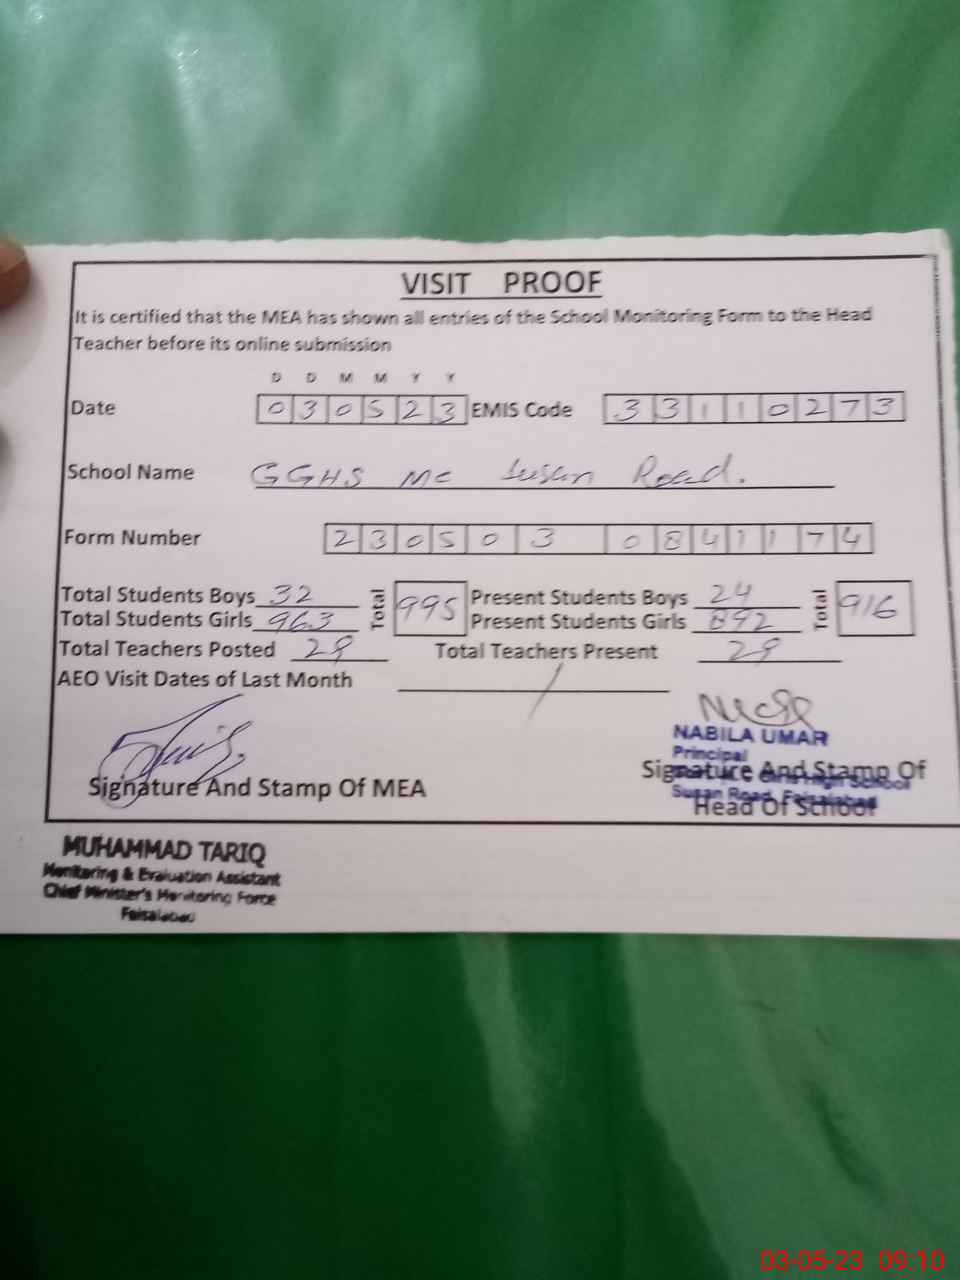 VISIT PROOF
It is certified that the MEA has shown all entries of the School Monitoring Form to the Head
Teacher before its online submission
D D M M Y Y
Date 030523 EMIS Code 33110273
School Name GGHS MC Susan Road.
Form Number 230503 0841174
Total Students Boys 32 Total 995 Present Students Boys 24 Total 916
Total Students Girls 963 Present Students Girls 892
Total Teachers Posted 29 Total Teachers Present 29
AEO Visit Dates of Last Month /
NABILA UMAR
Principal
Signature And Stamp Of MEA Signature And Stamp Of
High School
Susan Road, Faisalabad
Head Of School
MUHAMMAD TARIQ
Monitoring & Evaluation Assistant
Chief Minister's Monitoring Force
Faisalabad
03-05-23 09:10